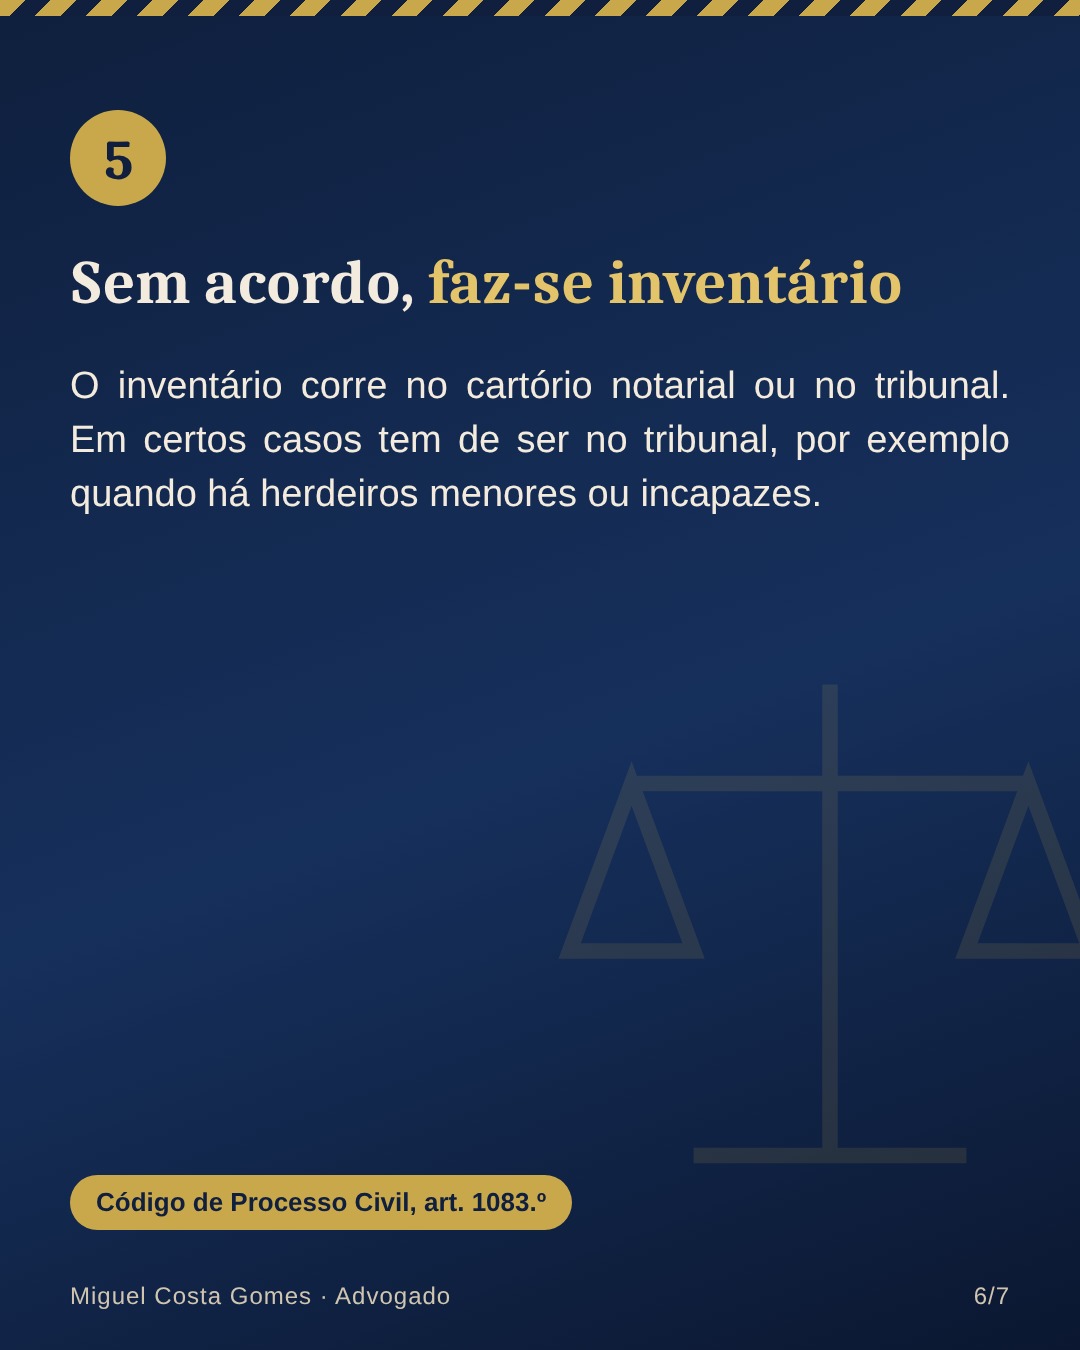 5
Sem acordo, faz-se inventário
O inventário corre no cartório notarial ou no tribunal.
Em certos casos tem de ser no tribunal, por exemplo
quando há herdeiros menores ou incapazes.
Código de Processo Civil, art. 1083.º
Miguel Costa Gomes · Advogado
6/7